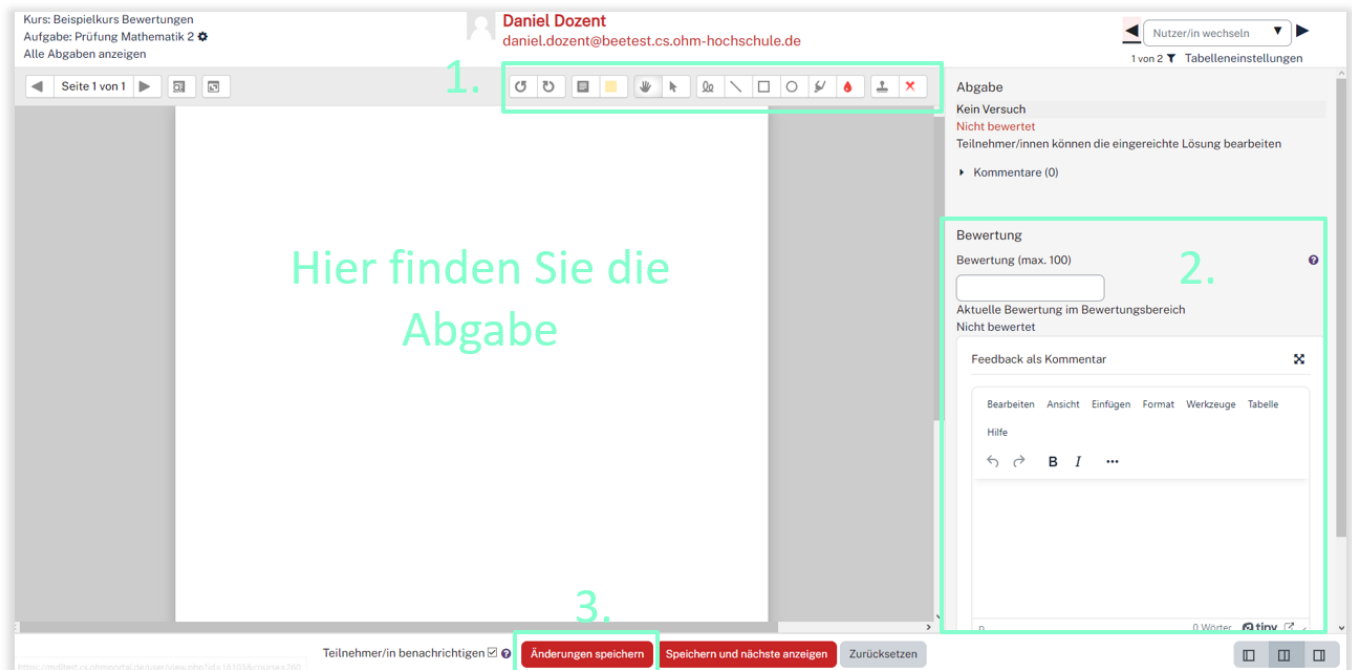 Kurs: Beispielkurs Bewertungen
Aufgabe: Prüfung Mathematik 2
Alle Abgaben anzeigen
Daniel Dozent
daniel.dozent@beetest.cs.ohm-hochschule.de
Nutzer/in wechseln
1 von 2 Tabelleneinstellungen
Seite 1 von 1
1.
Abgabe
Kein Versuch
Nicht bewertet
Teilnehmer/innen können die eingereichte Lösung bearbeiten
Kommentare (0)
Hier finden Sie die
Abgabe
Bewertung
Bewertung (max. 100)
2.
Aktuelle Bewertung im Bewertungsbereich
Nicht bewertet
Feedback als Kommentar
Bearbeiten Ansicht Einfügen Format Werkzeuge Tabelle
Hilfe
B I ...
0 Wörter tiny
3.
Teilnehmer/in benachrichtigen
Änderungen speichern
Speichern und nächste anzeigen
Zurücksetzen